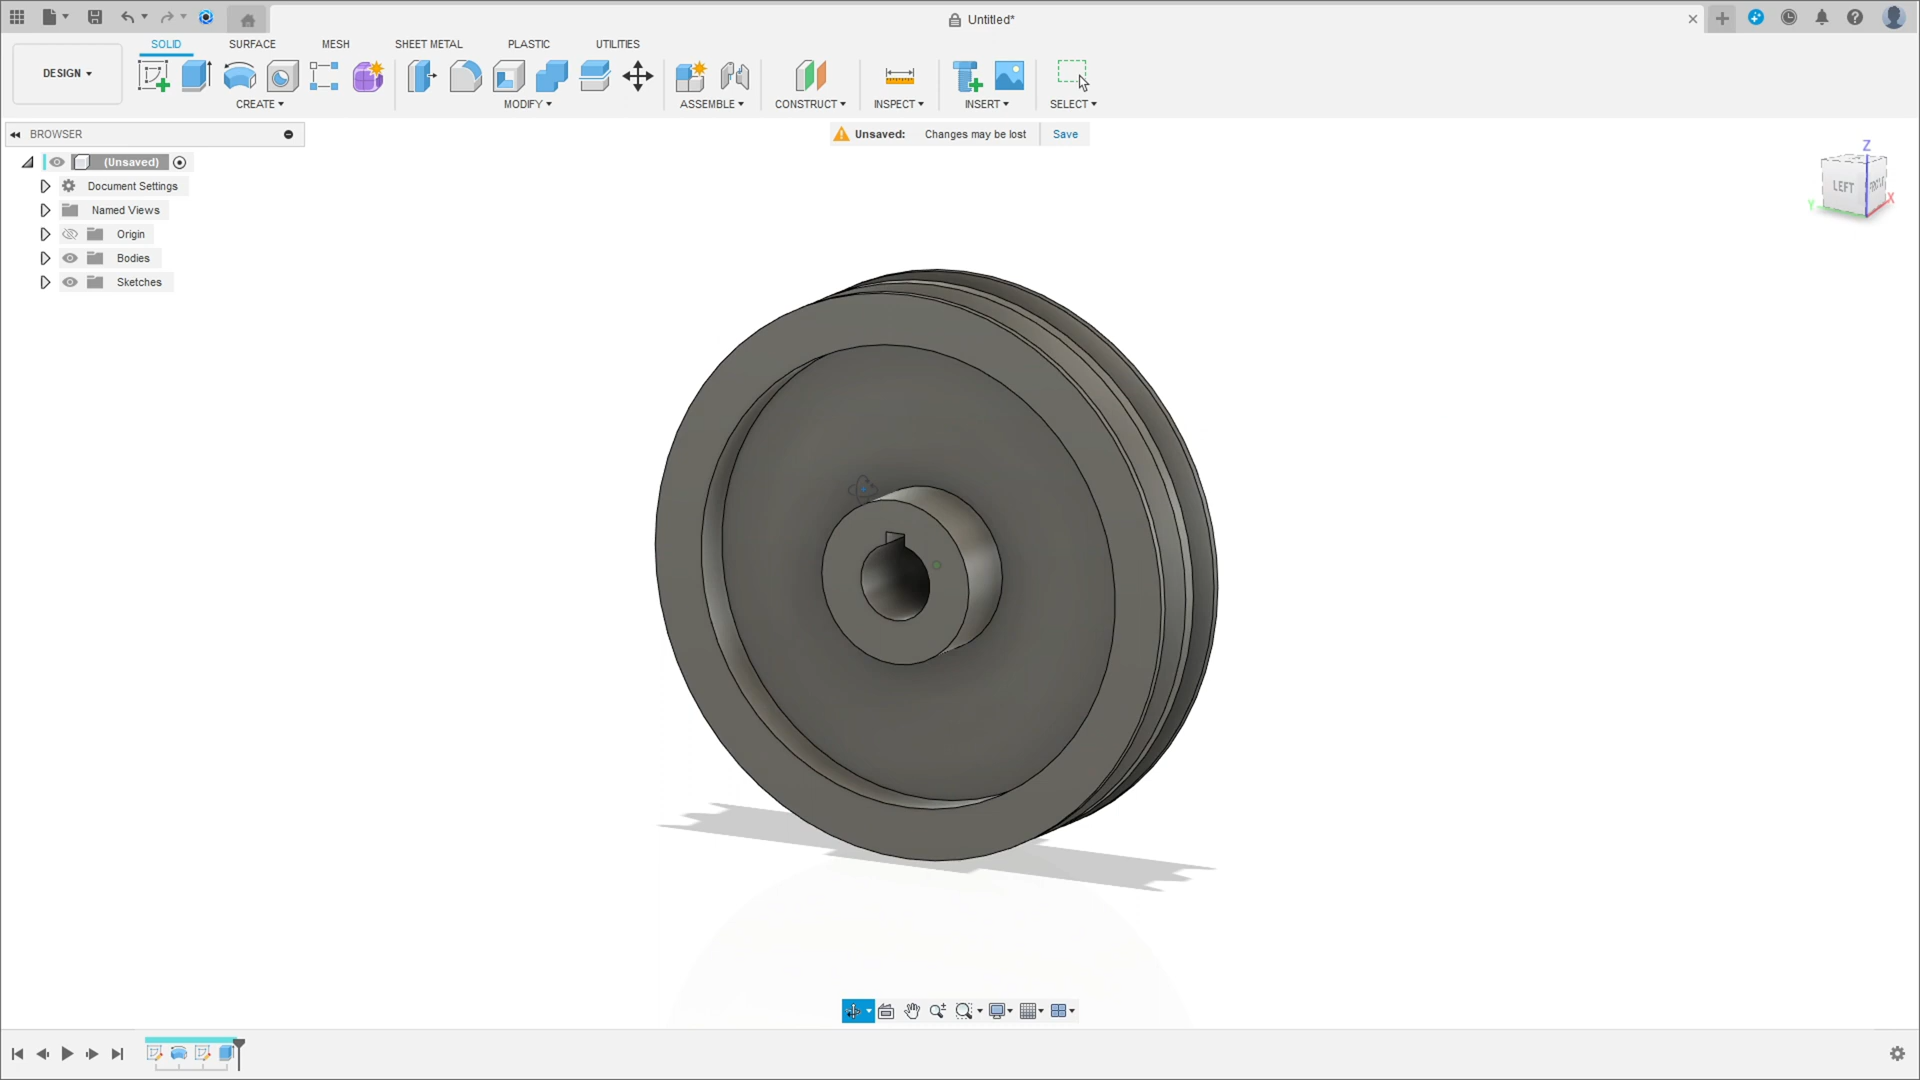 Untitled*
SOLID SURFACE MESH SHEET METAL PLASTIC UTILITIES
DESIGN
CREATE MODIFY ASSEMBLE CONSTRUCT INSPECT INSERT SELECT
BROWSER
Unsaved: Changes may be lost Save
(Unsaved)
Document Settings
Named Views
Origin
Bodies
Sketches
Z
LEFT
X
Y